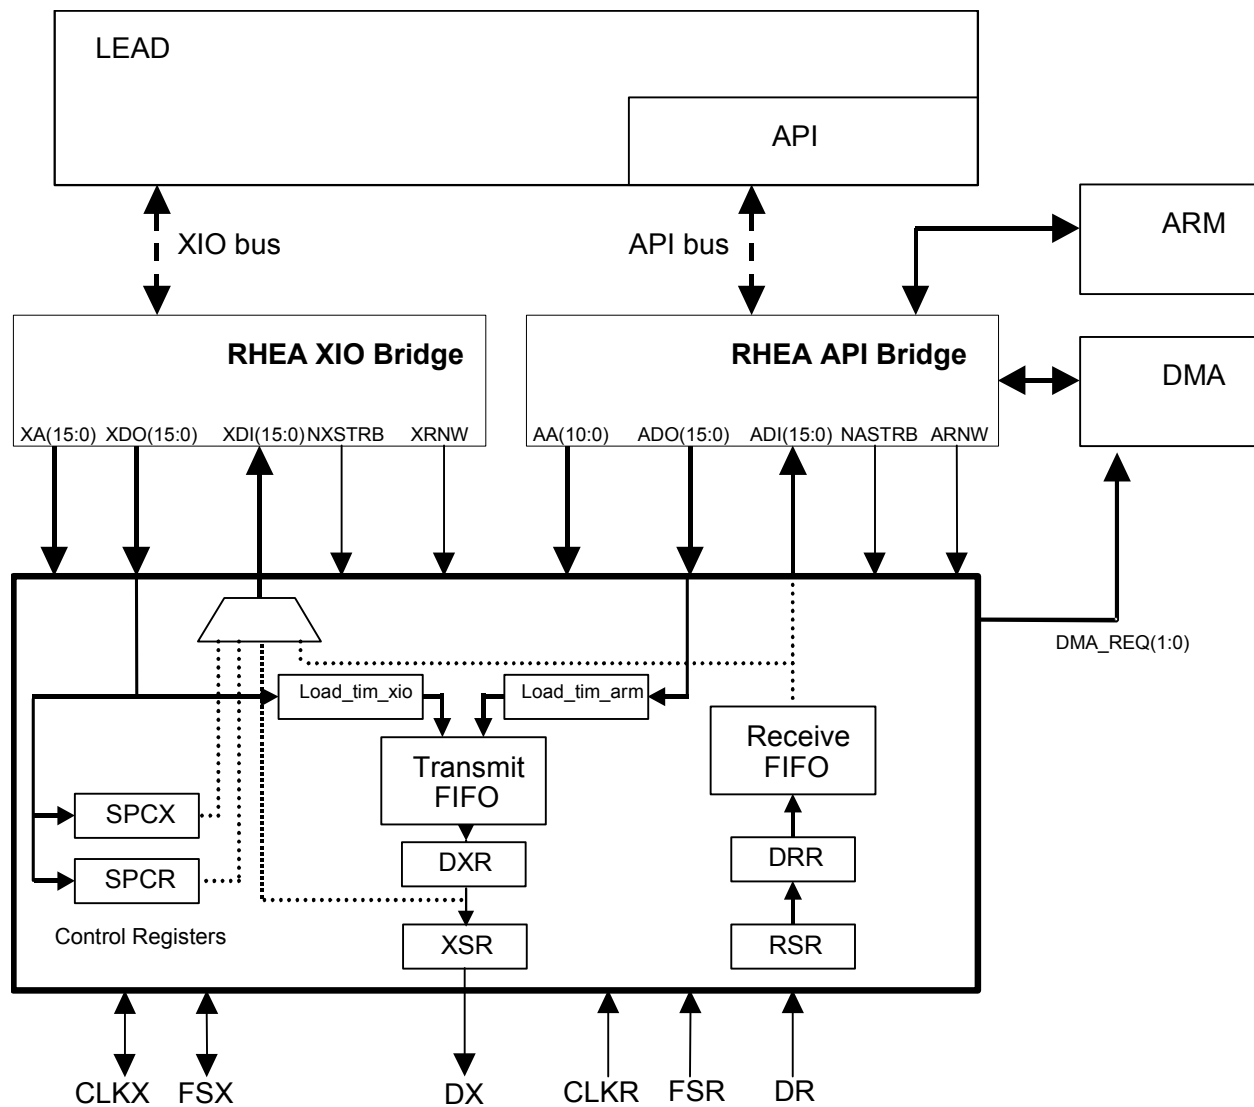 LEAD
API
ARM
XIO bus
API bus
RHEA XIO Bridge
RHEA API Bridge
DMA
XA(15:0) XDO(15:0) XDI(15:0) NXSTRB XRNW
AA(10:0) ADO(15:0) ADI(15:0) NASTRB ARNW
DMA_REQ(1:0)
Load_tim_xio
Load_tim_arm
Transmit
FIFO
Receive
FIFO
SPCX
DXR
DRR
SPCR
Control Registers
XSR
RSR
CLKX FSX DX CLKR FSR DR